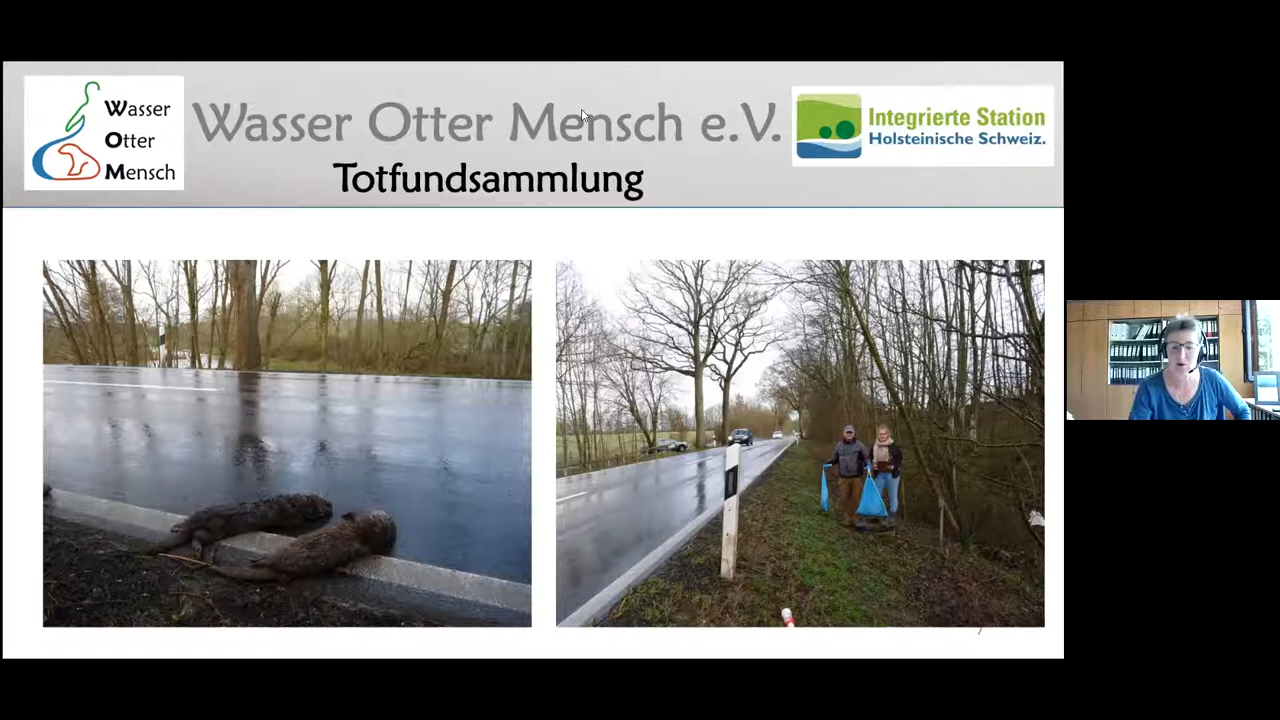 Wasser
Otter
Mensch
Wasser Otter Mensch e.V.
Totfundsammlung
Integrierte Station
Holsteinische Schweiz.